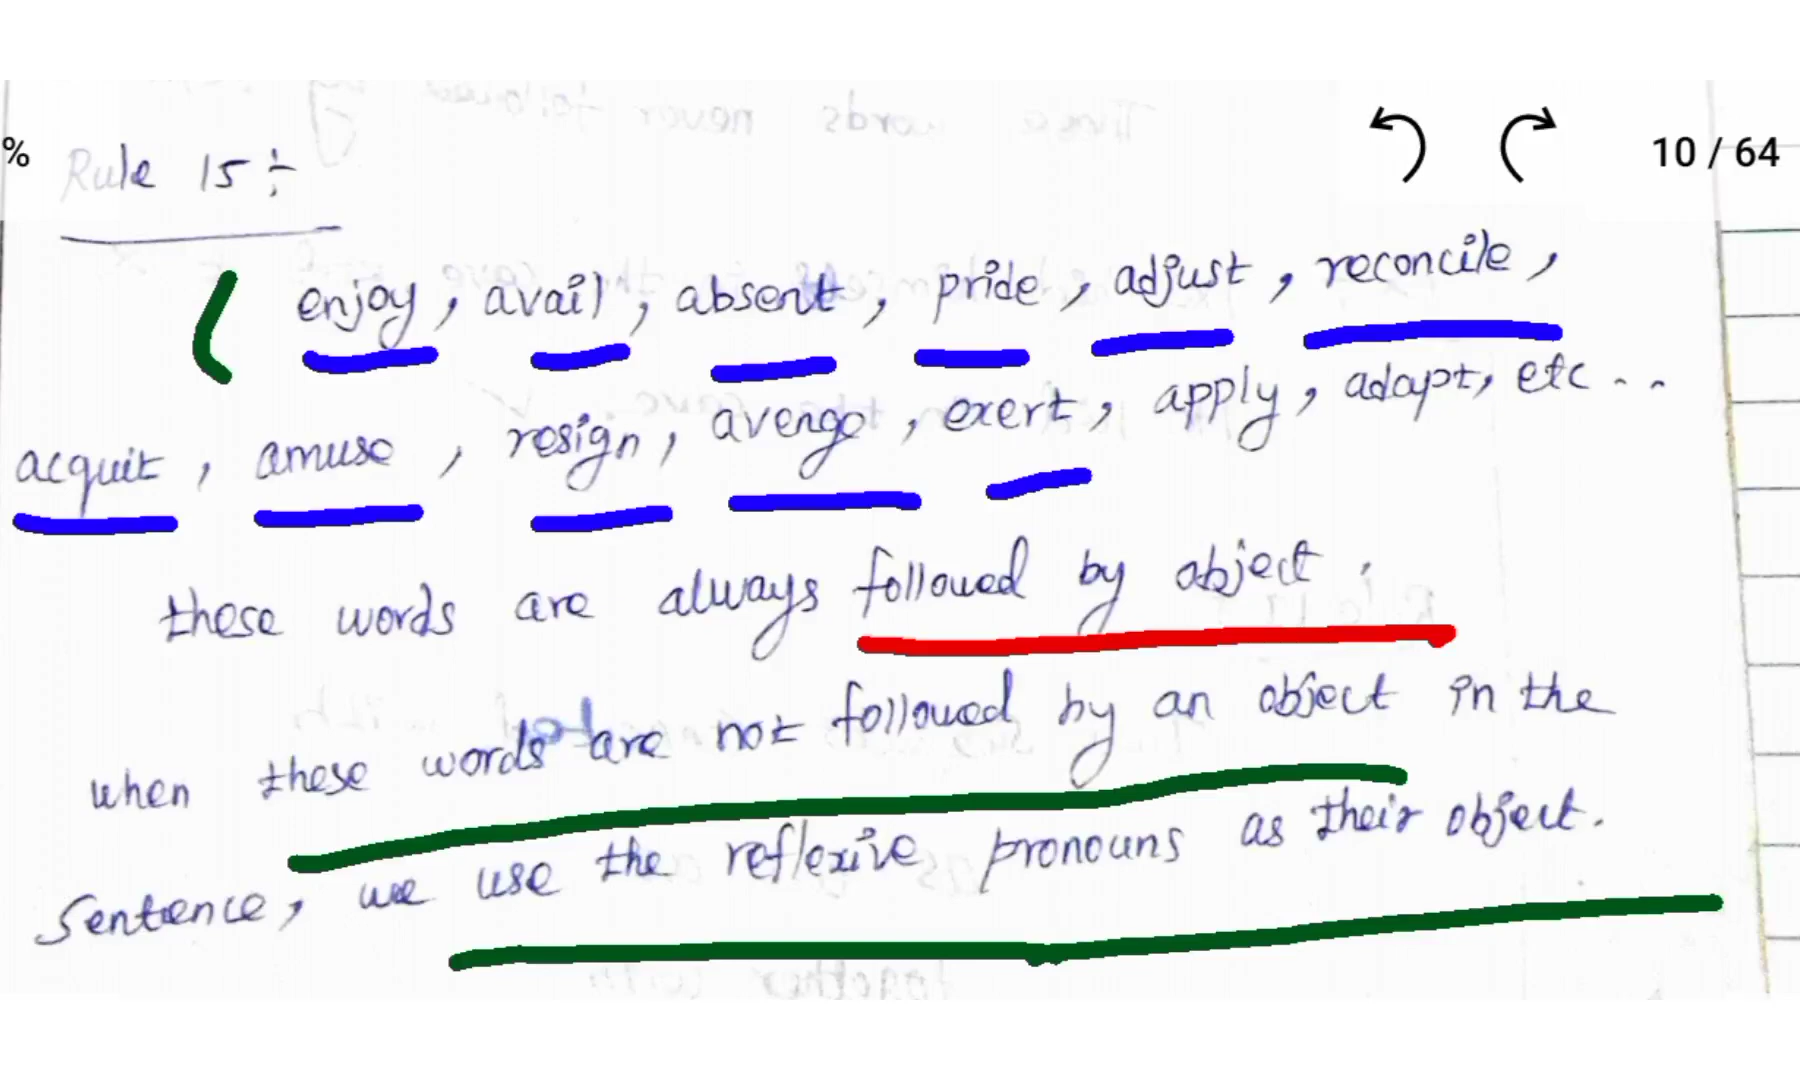 % Rule 15 ÷ 10 / 64
enjoy, avail, absent, pride, adjust, reconcile,
acquit, amuse, resign, avenge, exert, apply, adapt, etc ..
these words are always followed by object.
when these words are not followed by an object in the
Sentence, we use the reflexive pronouns as their object.